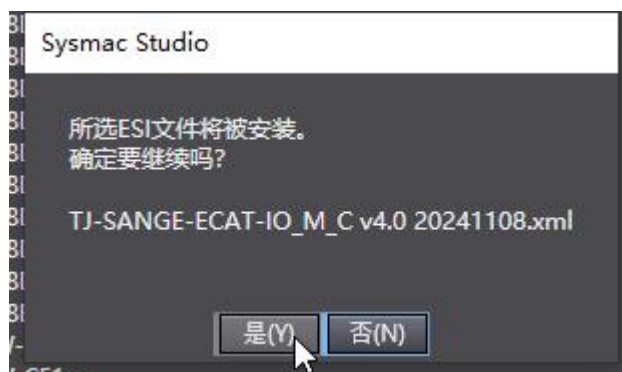 Sysmac Studio
所选ESI文件将被安装。
确定要继续吗?
TJ-SANGE-ECAT-IO_M_C v4.0 20241108.xml
是(Y)
否(N)